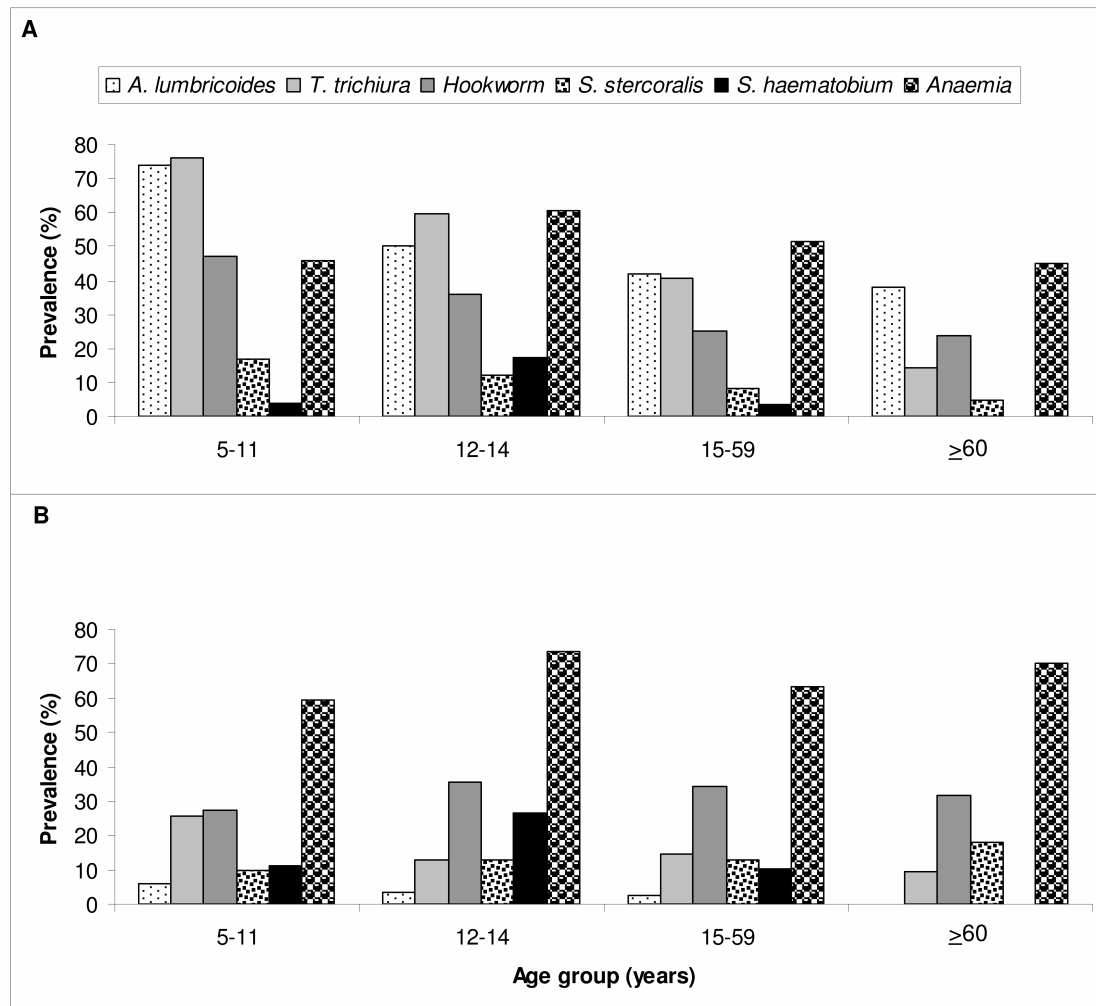 A
A. lumbricoides T. trichiura Hookworm S. stercoralis S. haematobium Anaemia
80
70
60
50
40
30
20
10
0
Prevalence (%)
5-11 12-14 15-59 ≥60
B
80
70
60
50
40
30
20
10
0
Prevalence (%)
5-11 12-14 15-59 ≥60
Age group (years)